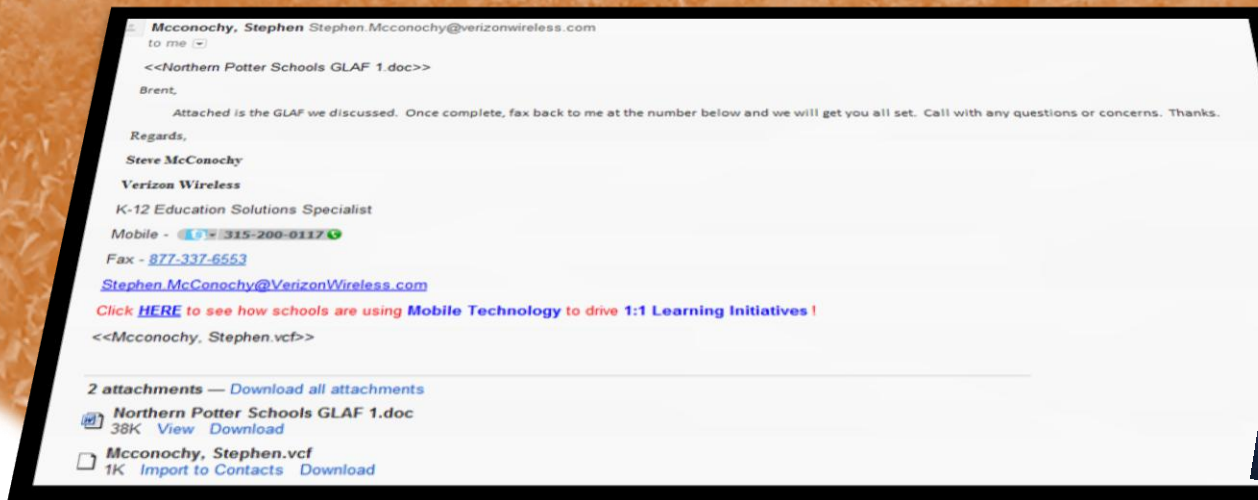 Mcconochy, Stephen Stephen.Mcconochy@verizonwireless.com
to me
<<Northern Potter Schools GLAF 1.doc>>
Brent,
Attached is the GLAF we discussed. Once complete, fax back to me at the number below and we will get you all set. Call with any questions or concerns. Thanks.
Regards,
Steve McConochy
Verizon Wireless
K-12 Education Solutions Specialist
Mobile - 315-200-0117
Fax - 877-337-6553
Stephen.McConochy@VerizonWireless.com
Click HERE to see how schools are using Mobile Technology to drive 1:1 Learning Initiatives !
<<Mcconochy, Stephen.vcf>>
2 attachments — Download all attachments
Northern Potter Schools GLAF 1.doc
38K View Download
Mcconochy, Stephen.vcf
1K Import to Contacts Download